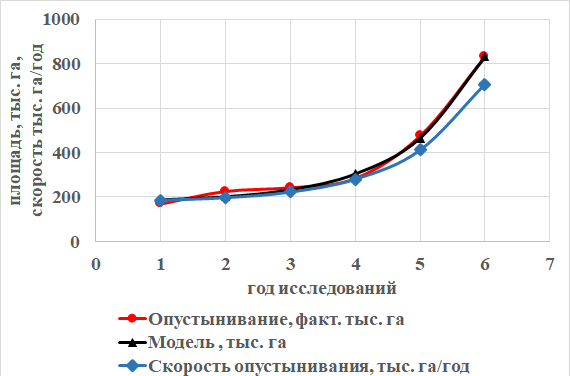 площадь, тыс. га,
скорость тыс. га/год
1000
800
600
400
200
0
0 1 2 3 4 5 6 7
год исследований
Опустынивание, факт. тыс. га
Модель , тыс. га
Скорость опустынивания, тыс. га/год